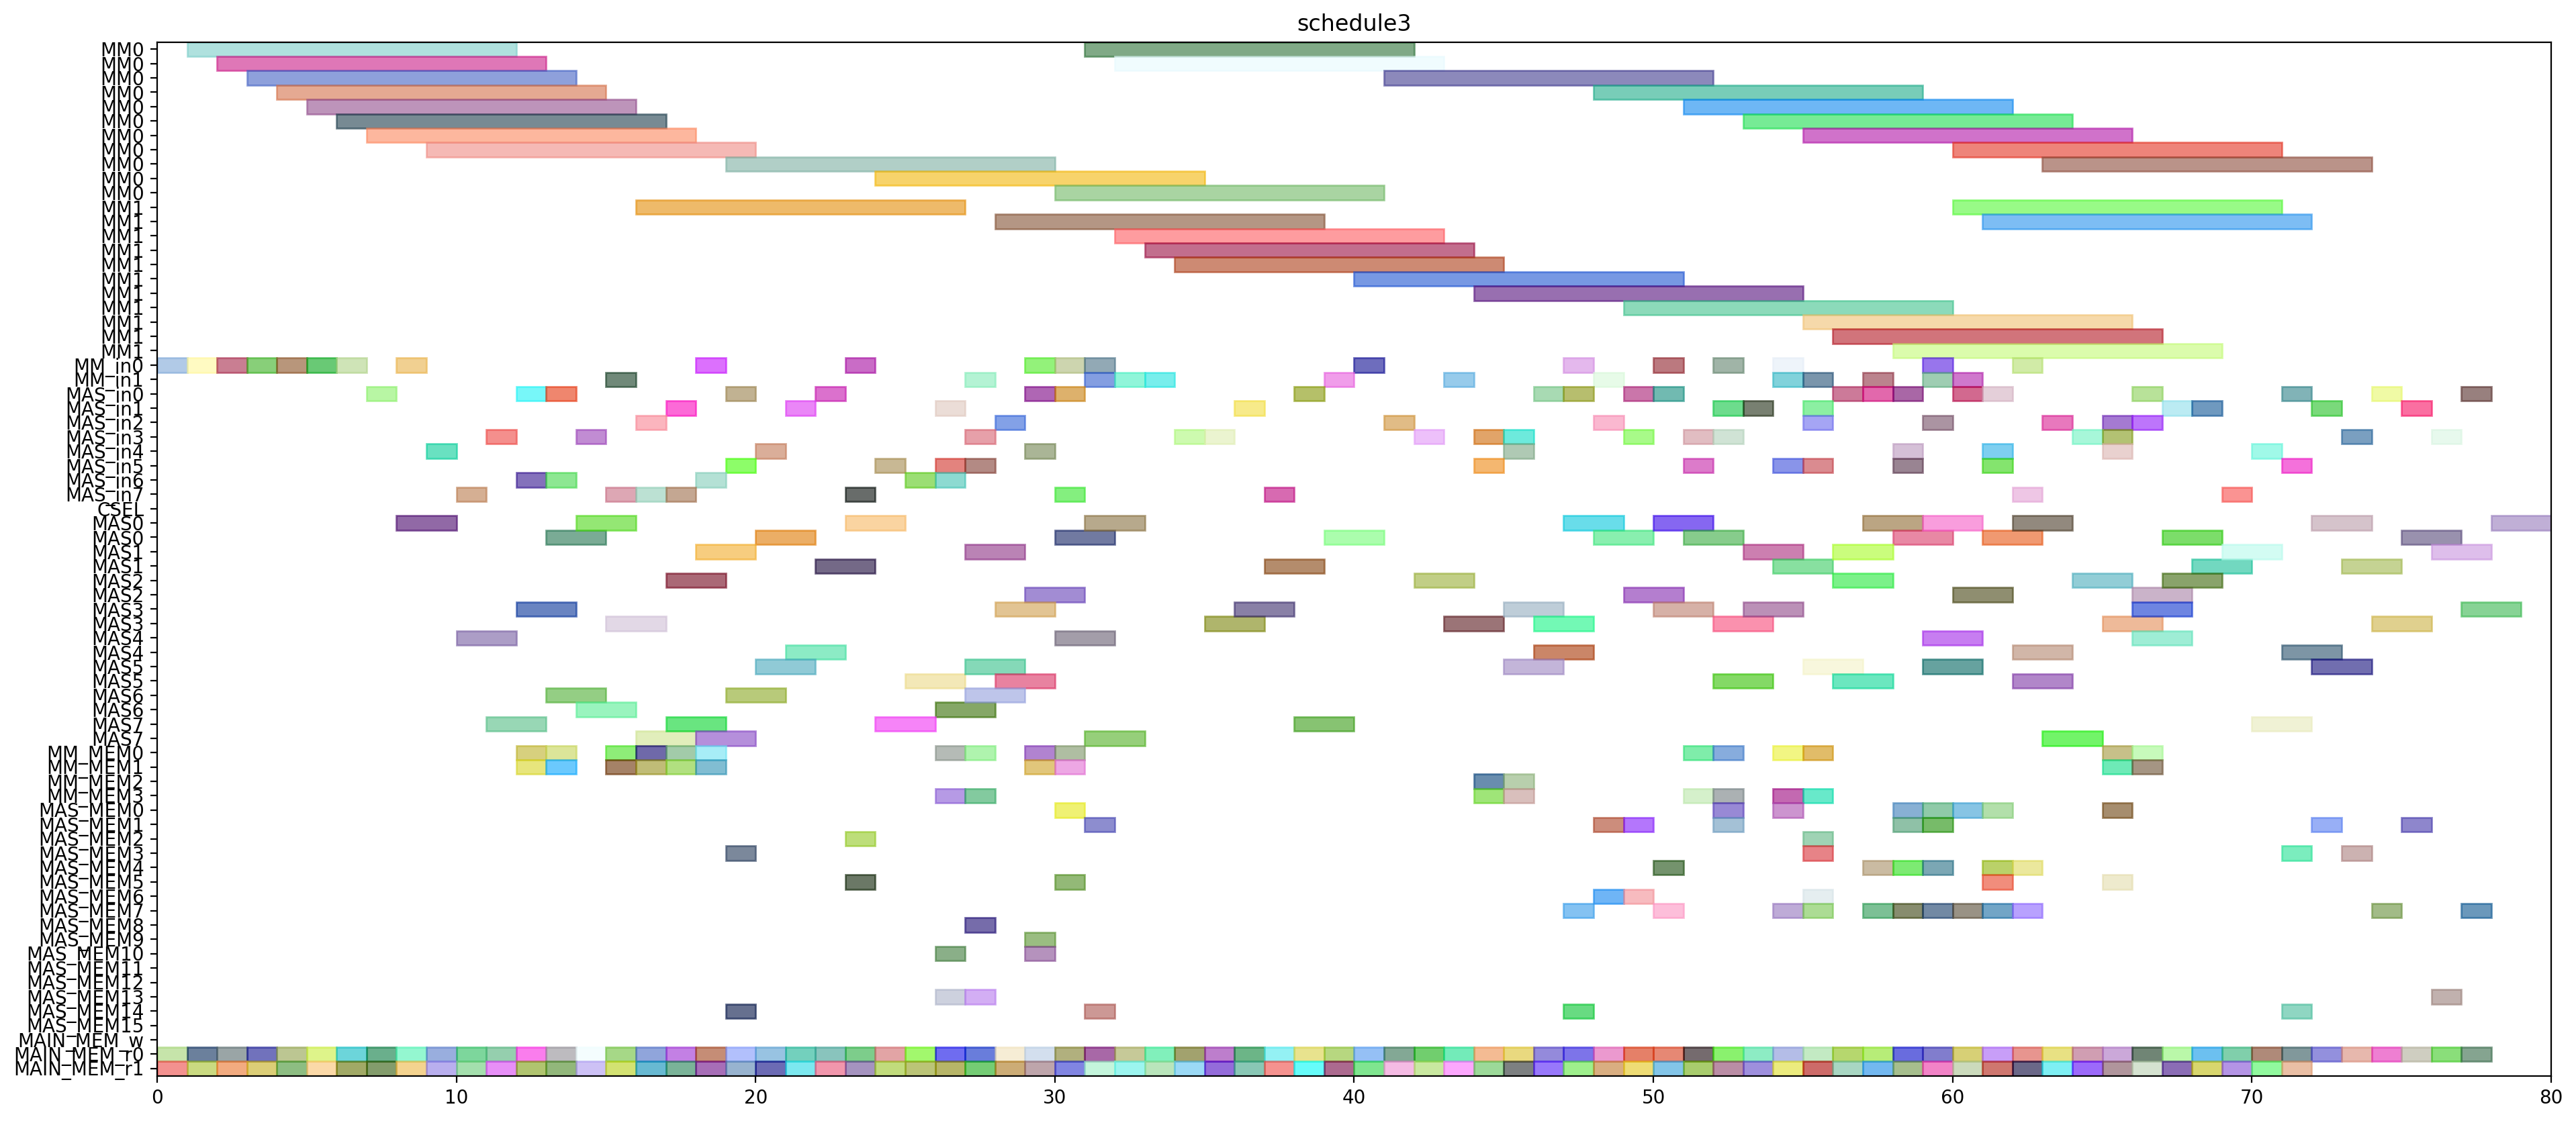 schedule3
MM0
MM0
MM0
MM0
MM0
MM0
MM0
MM0
MM0
MM0
MM0
MM1
MM1
MM1
MM1
MM1
MM1
MM1
MM1
MM1
MM1
MM1
MM_in0
MM_in1
MAS_in0
MAS_in1
MAS_in2
MAS_in3
MAS_in4
MAS_in5
MAS_in6
MAS_in7
CSEL
MAS0
MAS0
MAS1
MAS1
MAS2
MAS2
MAS3
MAS3
MAS4
MAS4
MAS5
MAS5
MAS6
MAS6
MAS7
MAS7
MM_MEM0
MM_MEM1
MM_MEM2
MM_MEM3
MAS_MEM0
MAS_MEM1
MAS_MEM2
MAS_MEM3
MAS_MEM4
MAS_MEM5
MAS_MEM6
MAS_MEM7
MAS_MEM8
MAS_MEM9
MAS_MEM10
MAS_MEM11
MAS_MEM12
MAS_MEM13
MAS_MEM14
MAS_MEM15
MAIN_MEM_w
MAIN_MEM_r0
MAIN_MEM_r1
0 10 20 30 40 50 60 70 80